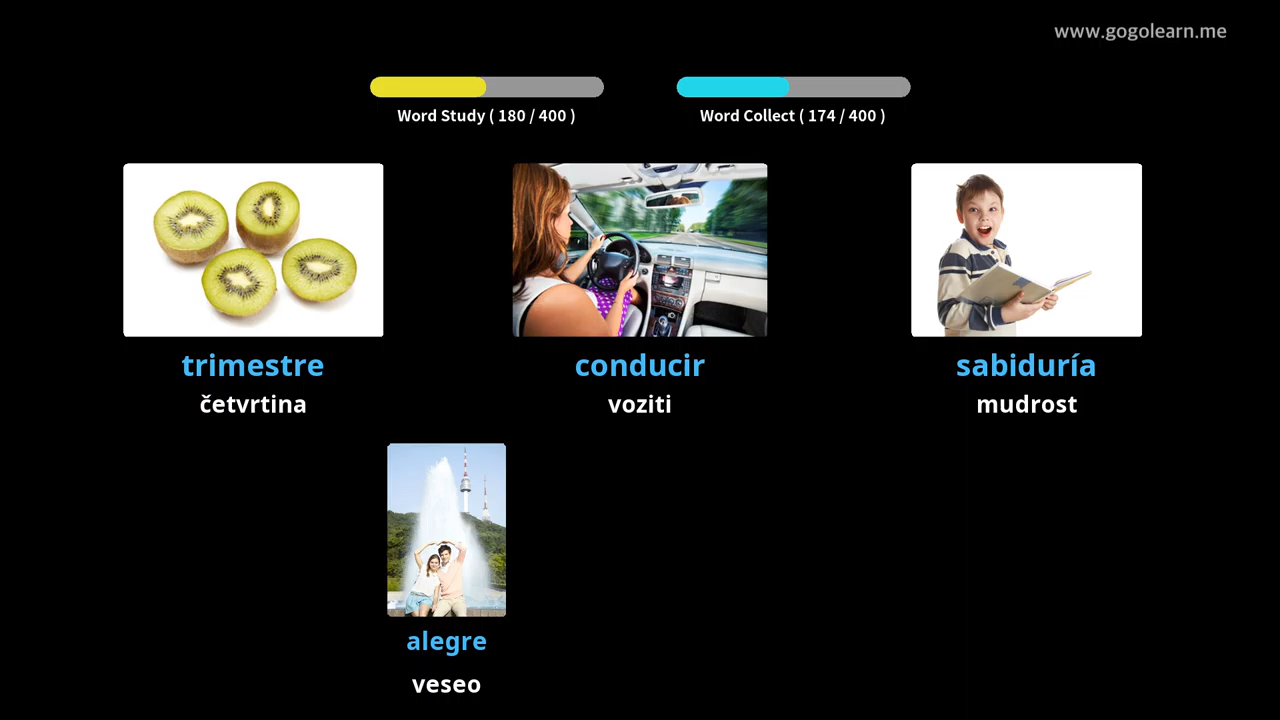 www.gogolearn.me
Word Study ( 180 / 400 )
Word Collect ( 174 / 400 )
trimestre
četvrtina
conducir
voziti
sabiduría
mudrost
alegre
veseo